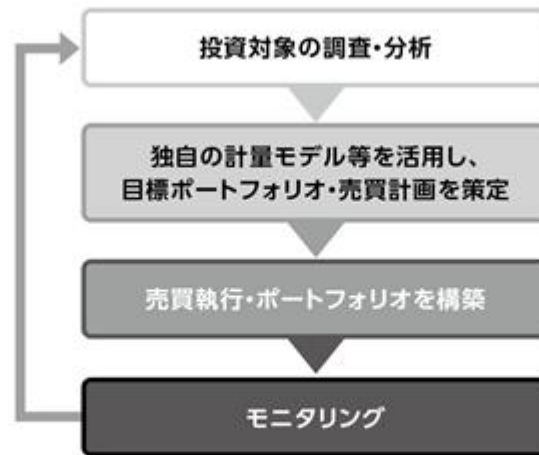 投資対象の調査・分析
独自の計量モデル等を活用し、
目標ポートフォリオ・売買計画を策定
売買執行・ポートフォリオを構築
モニタリング